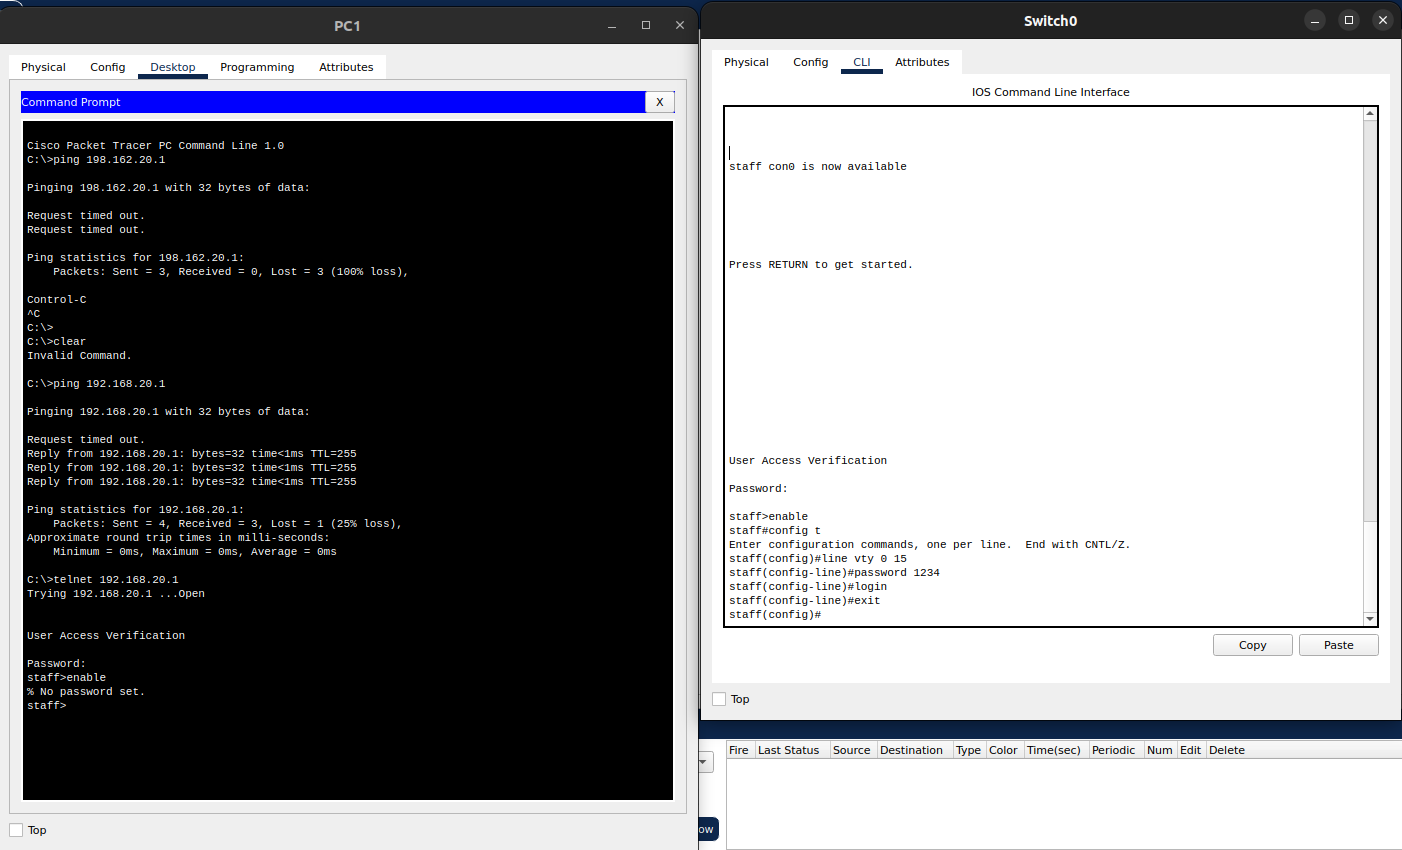 PC1
Physical Config Desktop Programming Attributes
Command Prompt X
Cisco Packet Tracer PC Command Line 1.0
C:\>ping 198.162.20.1
Pinging 198.162.20.1 with 32 bytes of data:
Request timed out.
Request timed out.
Ping statistics for 198.162.20.1:
    Packets: Sent = 3, Received = 0, Lost = 3 (100% loss),
Control-C
^C
C:\>
C:\>clear
Invalid Command.
C:\>ping 192.168.20.1
Pinging 192.168.20.1 with 32 bytes of data:
Request timed out.
Reply from 192.168.20.1: bytes=32 time<1ms TTL=255
Reply from 192.168.20.1: bytes=32 time<1ms TTL=255
Reply from 192.168.20.1: bytes=32 time<1ms TTL=255
Ping statistics for 192.168.20.1:
    Packets: Sent = 4, Received = 3, Lost = 1 (25% loss),
Approximate round trip times in milli-seconds:
    Minimum = 0ms, Maximum = 0ms, Average = 0ms
C:\>telnet 192.168.20.1
Trying 192.168.20.1 ...Open
User Access Verification
Password:
staff>enable
% No password set.
staff>
Top
Switch0
Physical Config CLI Attributes
IOS Command Line Interface
staff con0 is now available
Press RETURN to get started.
User Access Verification
Password:
staff>enable
staff#config t
Enter configuration commands, one per line.  End with CNTL/Z.
staff(config)#line vty 0 15
staff(config-line)#password 1234
staff(config-line)#login
staff(config-line)#exit
staff(config)#
Copy Paste
Top
Fire Last Status Source Destination Type Color Time(sec) Periodic Num Edit Delete
ow